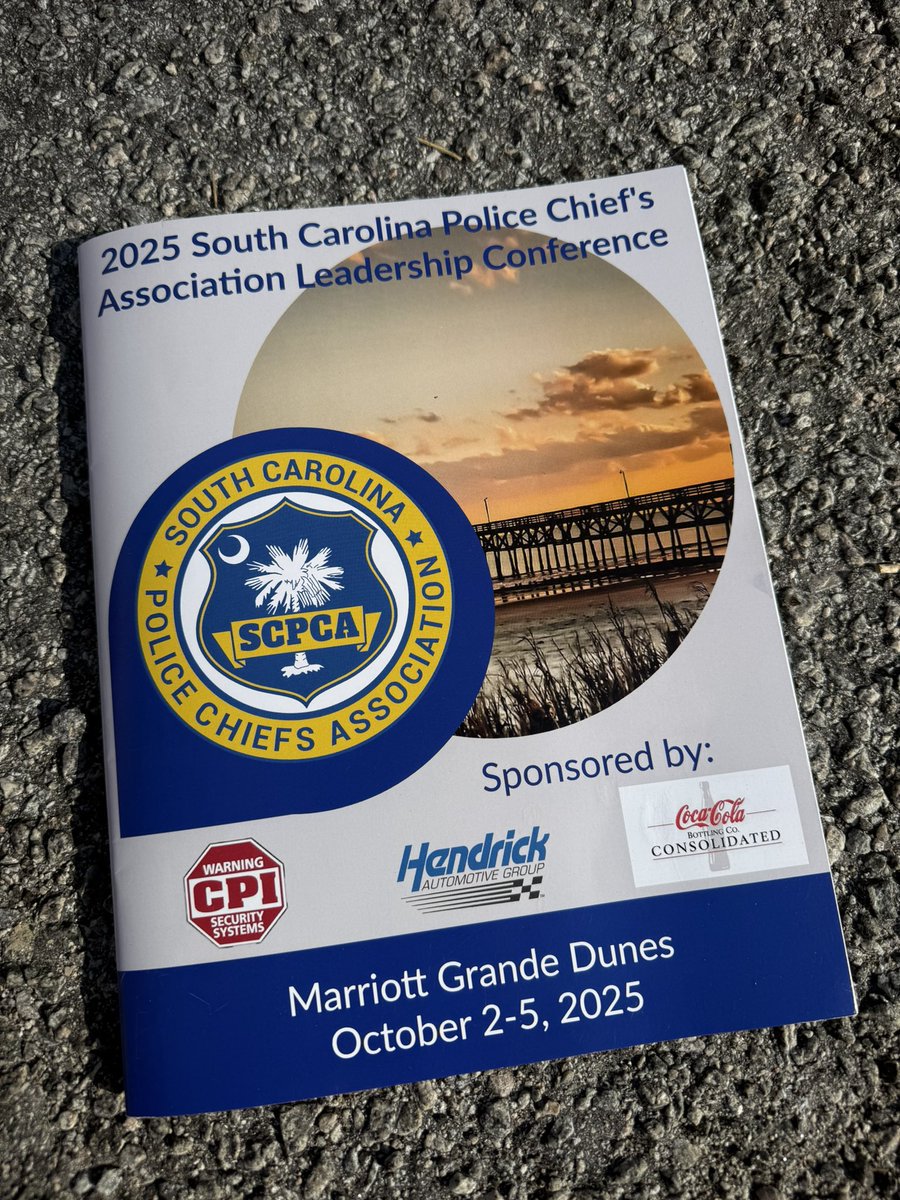 2025 South Carolina Police Chief's
Association Leadership Conference
SOUTH CAROLINA
POLICE CHIEFS ASSOCIATION
SCPCA
Sponsored by:
WARNING
CPI
SECURITY
SYSTEMS
Hendrick
AUTOMOTIVE GROUP
Coca-Cola
BOTTLING CO.
CONSOLIDATED
Marriott Grande Dunes
October 2-5, 2025